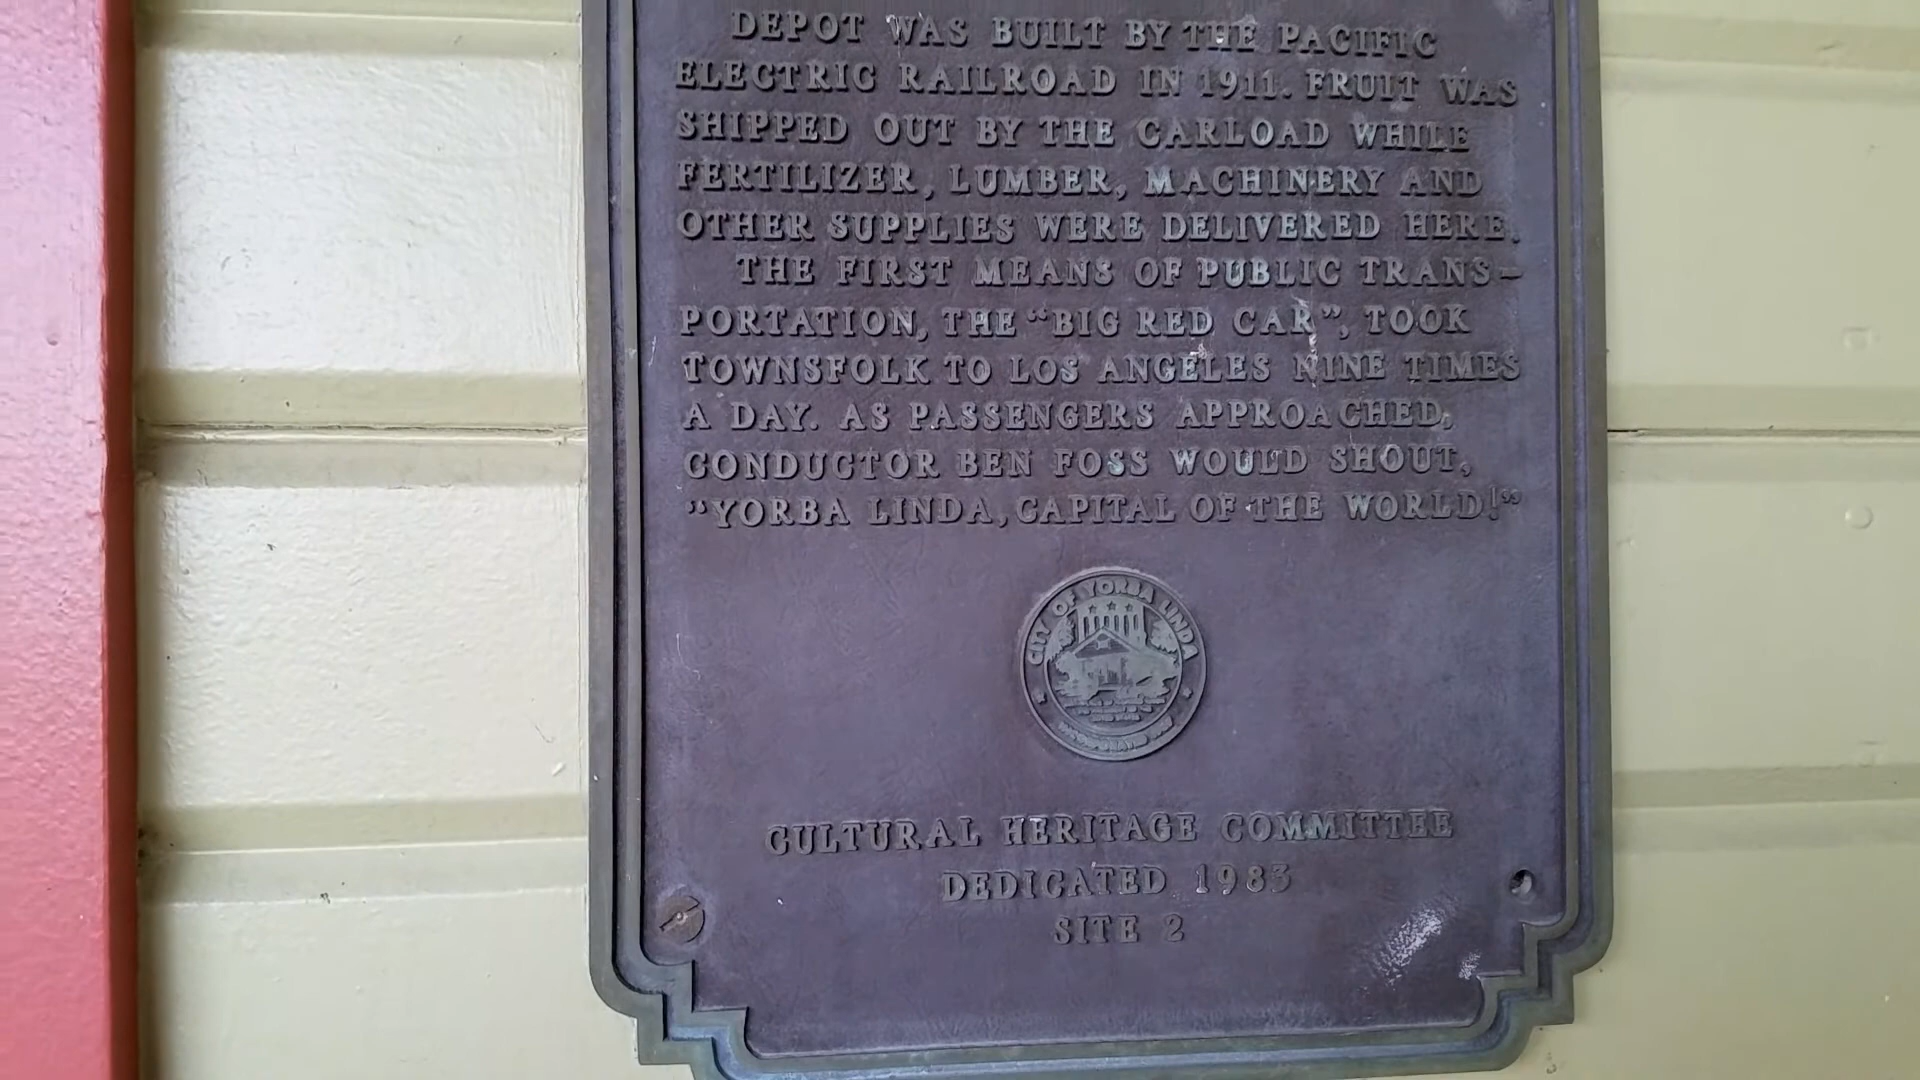 DEPOT WAS BUILT BY THE PACIFIC
ELECTRIC RAILROAD IN 1911. FRUIT WAS
SHIPPED OUT BY THE CARLOAD WHILE
FERTILIZER, LUMBER, MACHINERY AND
OTHER SUPPLIES WERE DELIVERED HERE.
THE FIRST MEANS OF PUBLIC TRANS-
PORTATION, THE “BIG RED CAR”, TOOK
TOWNSFOLK TO LOS ANGELES NINE TIMES
A DAY. AS PASSENGERS APPROACHED,
CONDUCTOR BEN FOSS WOULD SHOUT,
”YORBA LINDA, CAPITAL OF THE WORLD!”
CITY OF YORBA LINDA
CULTURAL HERITAGE COMMITTEE
DEDICATED 1983
SITE 2